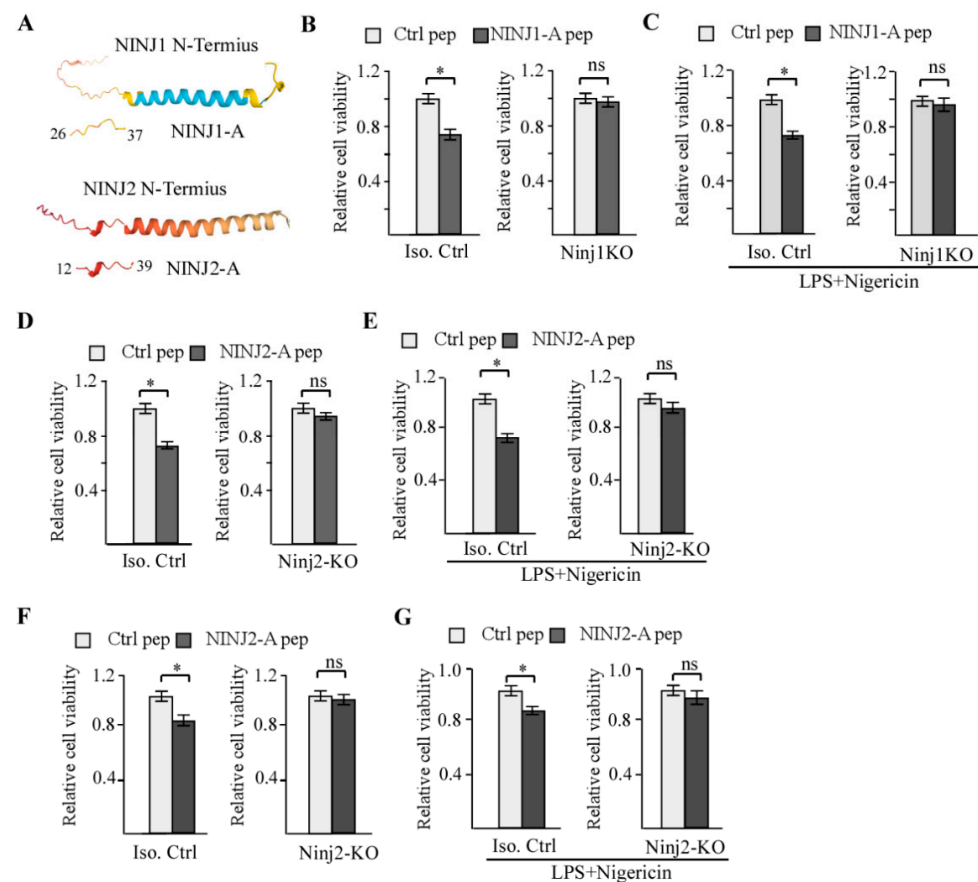 A
NINJ1 N-Termius
26
37
NINJ1-A
NINJ2 N-Termius
12
39
NINJ2-A
B
Ctrl pep NINJ1-A pep
Relative cell viability
1.2
0.8
0.4
*
Iso. Ctrl
Relative cell viability
1.2
0.8
0.4
ns
Ninj1KO
C
Ctrl pep NINJ1-A pep
Relative cell viability
1.2
0.8
0.4
*
Iso. Ctrl
Relative cell viability
1.2
0.8
0.4
ns
Ninj1KO
LPS+Nigericin
D
Ctrl pep NINJ2-A pep
Relative cell viability
1.2
0.8
0.4
*
Iso. Ctrl
Relative cell viability
1.2
0.8
0.4
ns
Ninj2-KO
E
Ctrl pep NINJ2-A pep
Relative cell viability
1.2
0.8
0.4
*
Iso. Ctrl
Relative cell viability
1.2
0.8
0.4
ns
Ninj2-KO
LPS+Nigericin
F
Ctrl pep NINJ2-A pep
Relative cell viability
1.2
0.8
0.4
*
Iso. Ctrl
Relative cell viability
1.2
0.8
0.4
ns
Ninj2-KO
G
Ctrl pep NINJ2-A pep
Relative cell viability
1.0
0.8
0.4
*
Iso. Ctrl
Relative cell viability
1.0
0.8
0.4
ns
Ninj2-KO
LPS+Nigericin